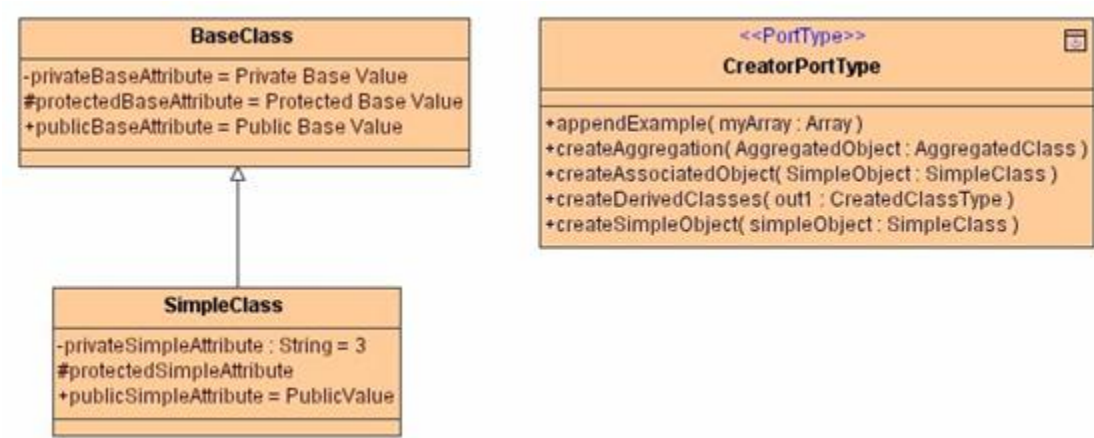 BaseClass
-privateBaseAttribute = Private Base Value
#protectedBaseAttribute = Protected Base Value
+publicBaseAttribute = Public Base Value
<<PortType>>
CreatorPortType
+appendExample( myArray : Array )
+createAggregation( AggregatedObject : AggregatedClass )
+createAssociatedObject( SimpleObject : SimpleClass )
+createDerivedClasses( out1 : CreatedClassType )
+createSimpleObject( simpleObject : SimpleClass )
SimpleClass
-privateSimpleAttribute : String = 3
#protectedSimpleAttribute
+publicSimpleAttribute = PublicValue